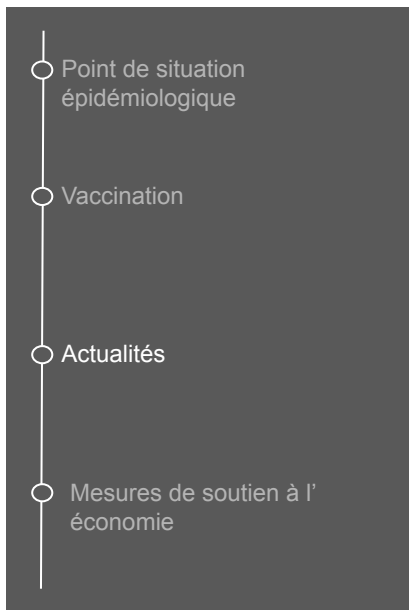 Point de situation
épidémiologique
Vaccination
Actualités
Mesures de soutien à l’
économie